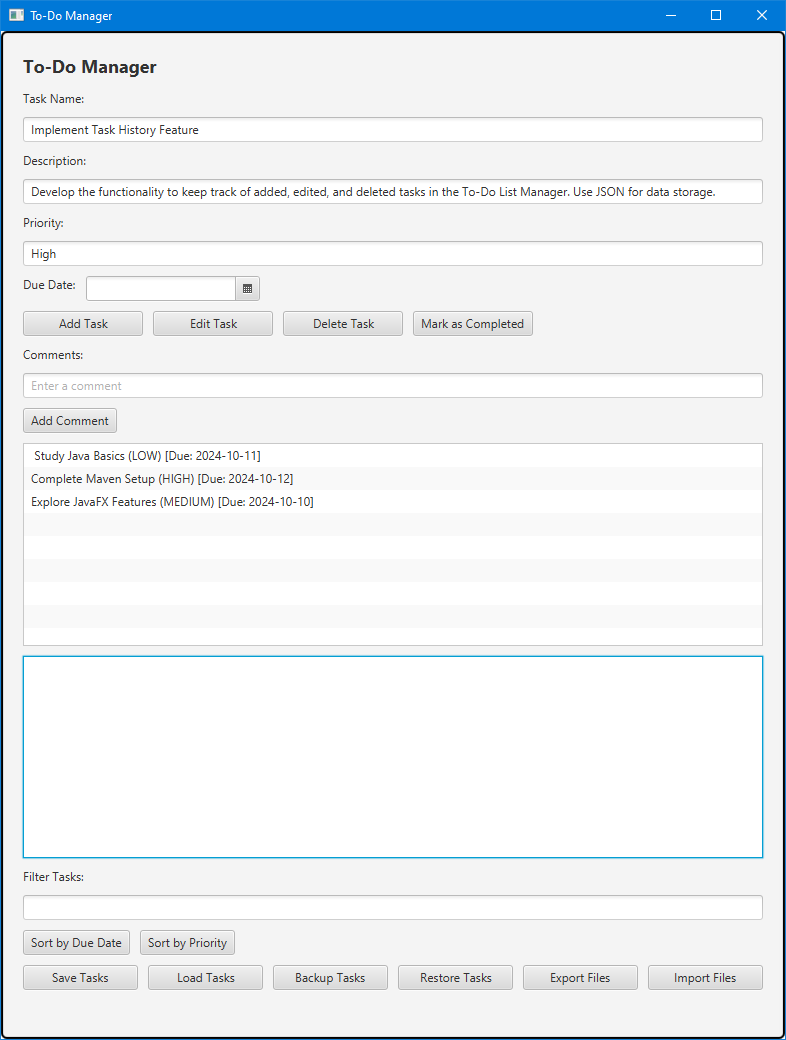 To-Do Manager
To-Do Manager
Task Name:
Implement Task History Feature
Description:
Develop the functionality to keep track of added, edited, and deleted tasks in the To-Do List Manager. Use JSON for data storage.
Priority:
High
Due Date:
Add Task Edit Task Delete Task Mark as Completed
Comments:
Enter a comment
Add Comment
Study Java Basics (LOW) [Due: 2024-10-11]
Complete Maven Setup (HIGH) [Due: 2024-10-12]
Explore JavaFX Features (MEDIUM) [Due: 2024-10-10]
Filter Tasks:
Sort by Due Date Sort by Priority
Save Tasks Load Tasks Backup Tasks Restore Tasks Export Files Import Files